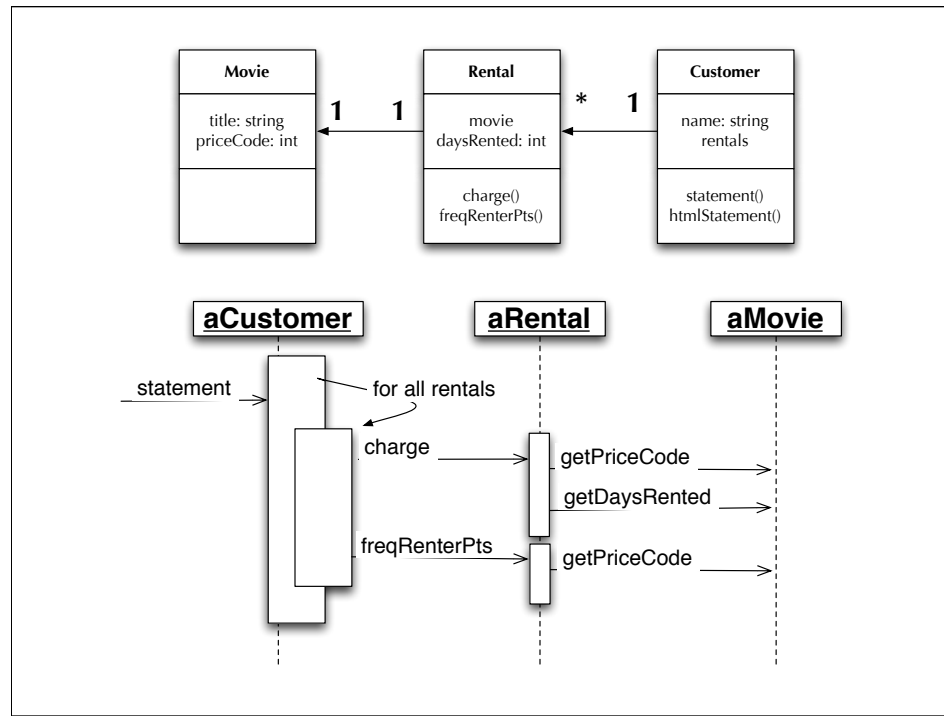 Movie
title: string
priceCode: int
1
1
Rental
movie
daysRented: int
charge()
freqRenterPts()
*
1
Customer
name: string
rentals
statement()
htmlStatement()
aCustomer
aRental
aMovie
statement
for all rentals
charge
getPriceCode
getDaysRented
freqRenterPts
getPriceCode